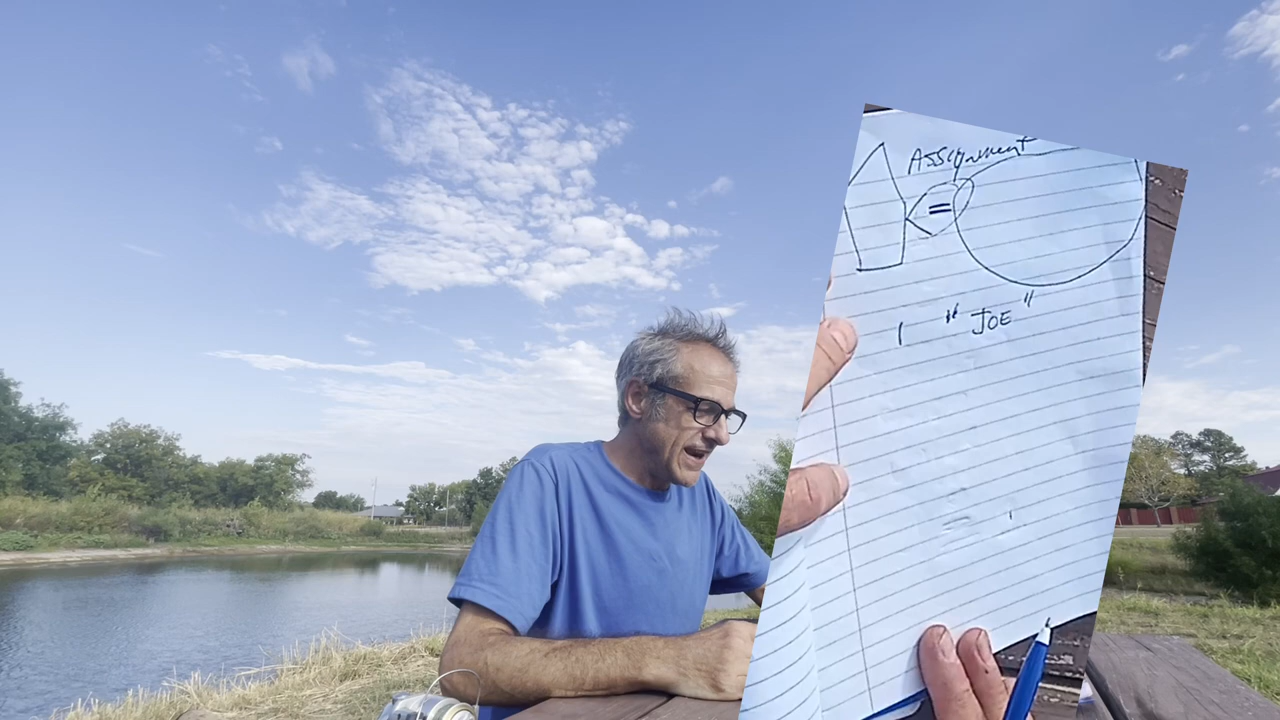 Assignment
=
1 "JOE"